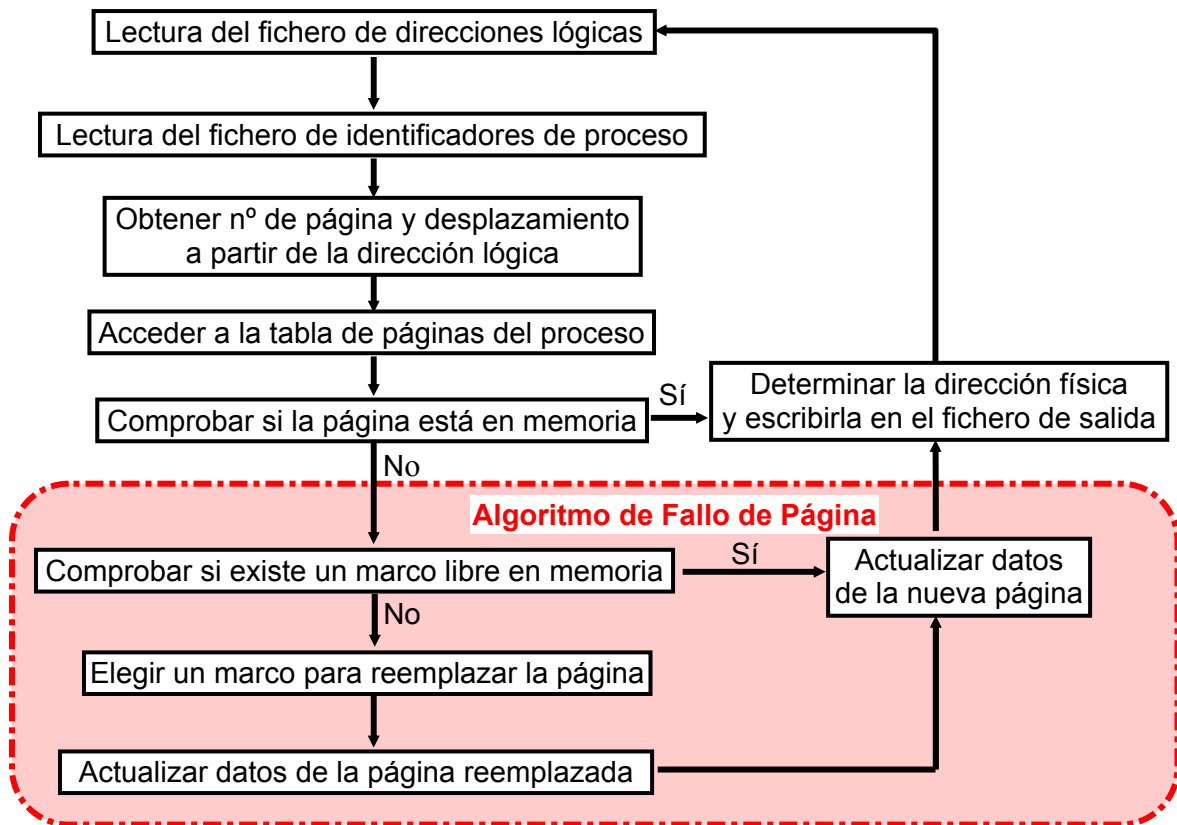 Lectura del fichero de direcciones lógicas
Lectura del fichero de identificadores de proceso
Obtener nº de página y desplazamiento
a partir de la dirección lógica
Acceder a la tabla de páginas del proceso
Comprobar si la página está en memoria
Sí
Determinar la dirección física
y escribirla en el fichero de salida
No
Algoritmo de Fallo de Página
Comprobar si existe un marco libre en memoria
Sí
Actualizar datos
de la nueva página
No
Elegir un marco para reemplazar la página
Actualizar datos de la página reemplazada